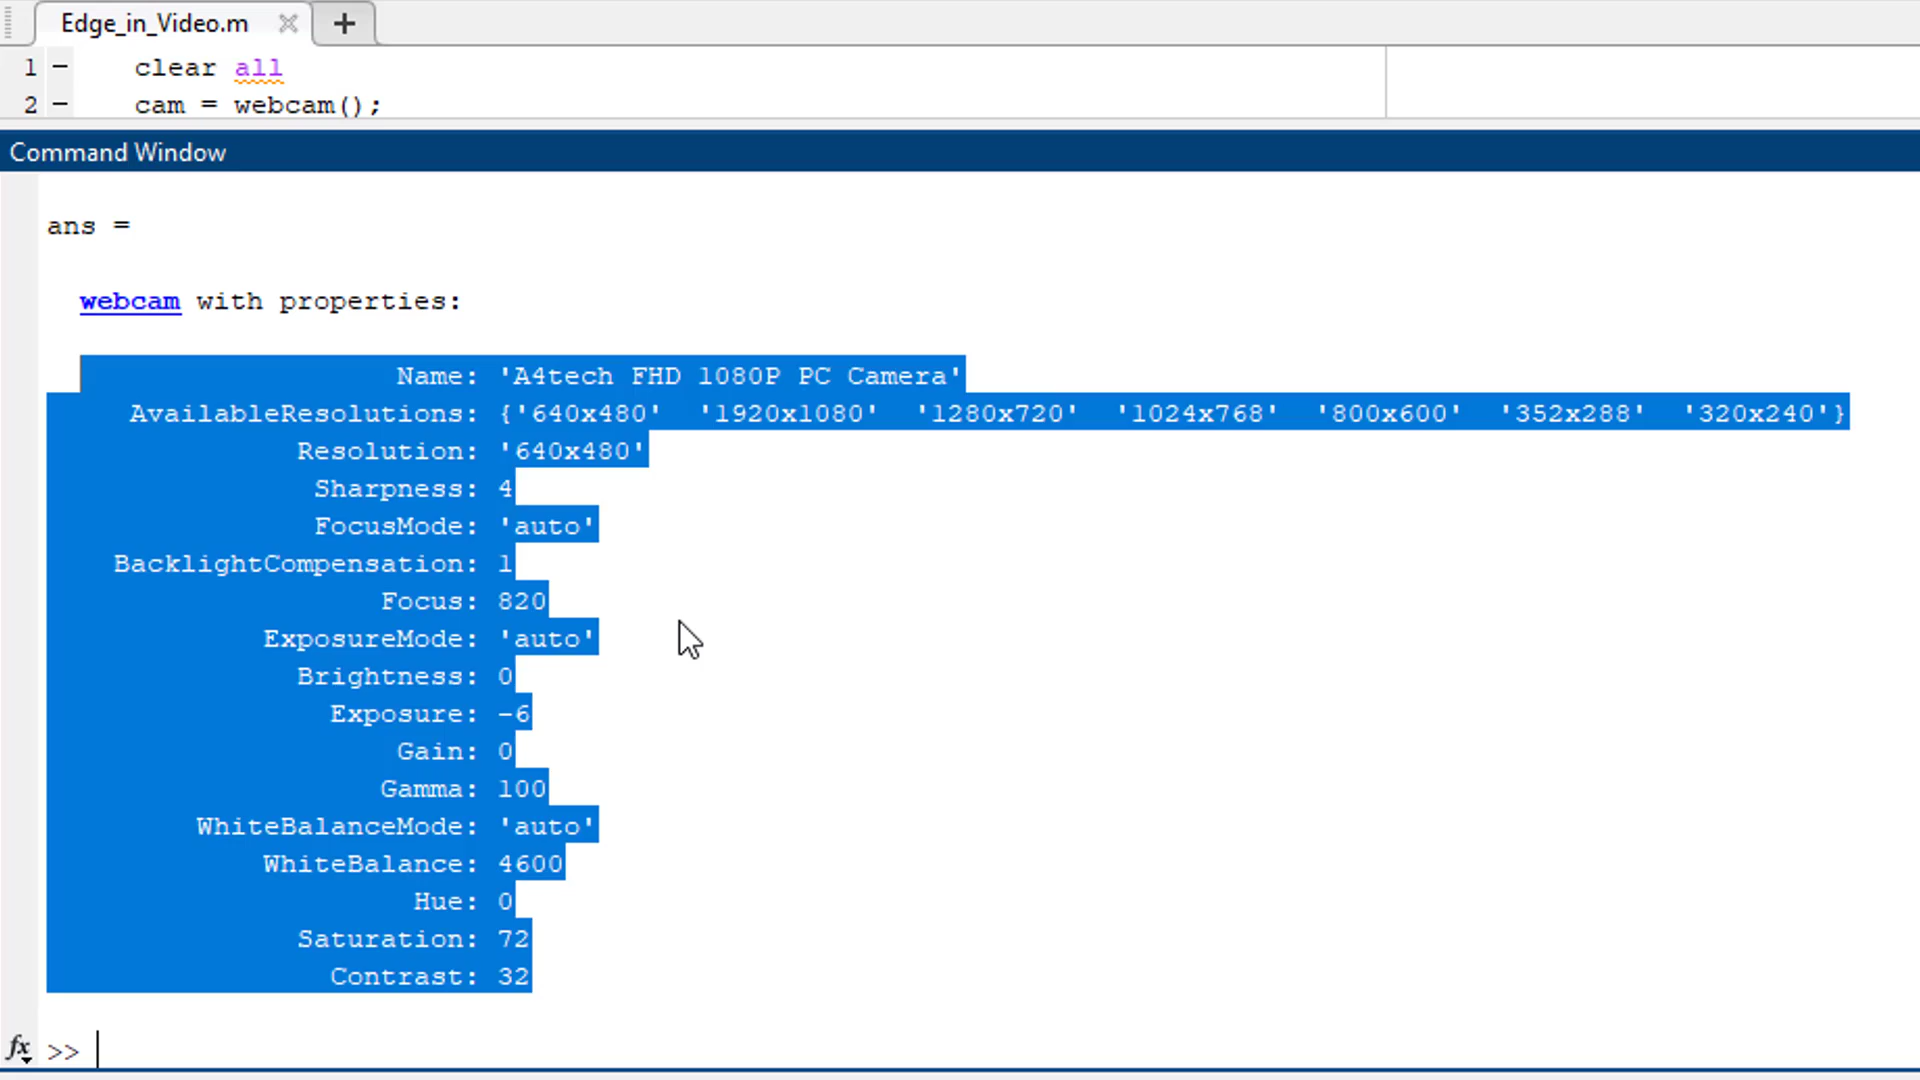 Edge_in_Video.m
1 clear all
2 cam = webcam();
Command Window
ans =
webcam with properties:
Name: 'A4tech FHD 1080P PC Camera'
AvailableResolutions: {'640x480' '1920x1080' '1280x720' '1024x768' '800x600' '352x288' '320x240'}
Resolution: '640x480'
Sharpness: 4
FocusMode: 'auto'
BacklightCompensation: 1
Focus: 820
ExposureMode: 'auto'
Brightness: 0
Exposure: -6
Gain: 0
Gamma: 100
WhiteBalanceMode: 'auto'
WhiteBalance: 4600
Hue: 0
Saturation: 72
Contrast: 32
fx >>